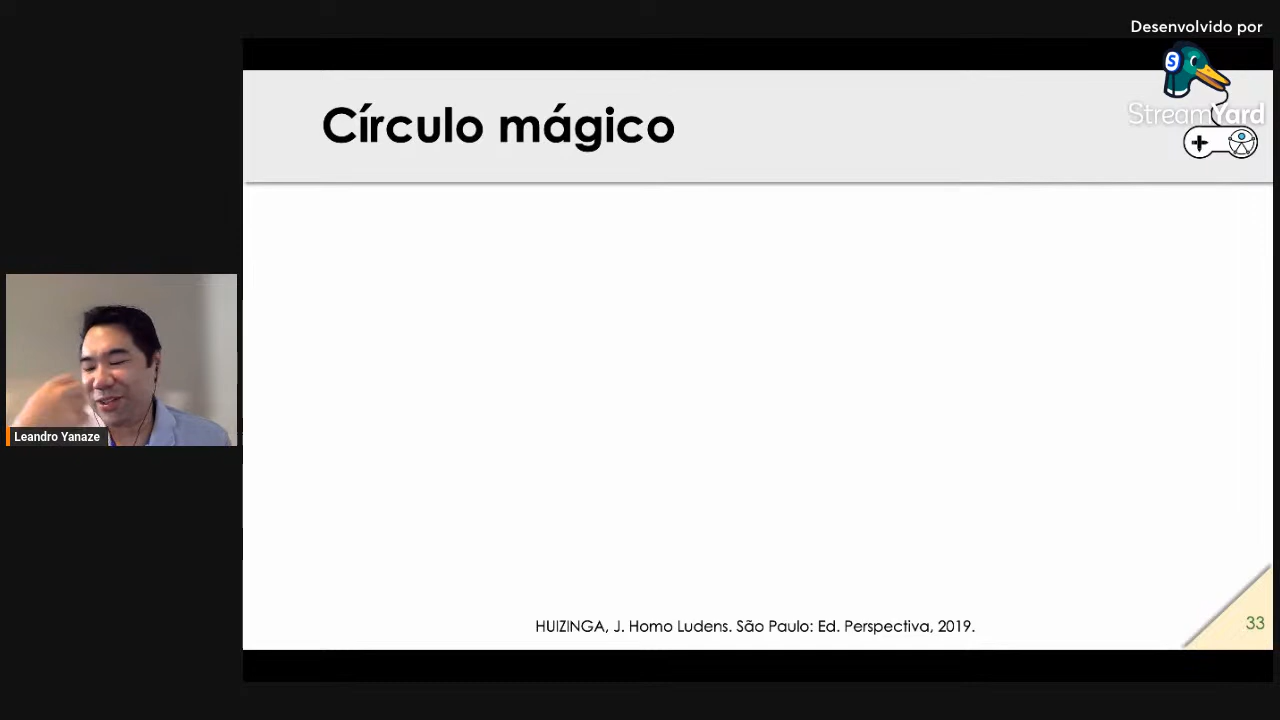 Desenvolvido por
S
StreamYard
Círculo mágico
Leandro Yanaze
HUIZINGA, J. Homo Ludens. São Paulo: Ed. Perspectiva, 2019.
33